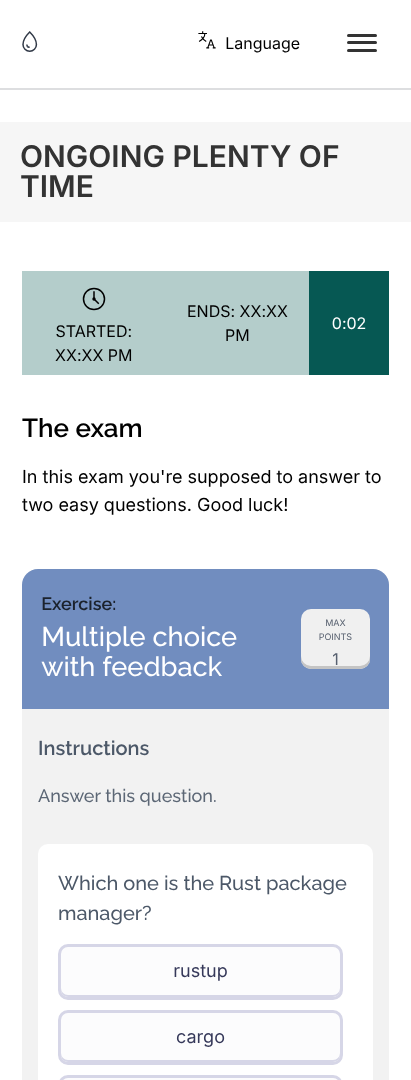 Language
ONGOING PLENTY OF
TIME
STARTED:
XX:XX PM
ENDS: XX:XX
PM
0:02
The exam
In this exam you're supposed to answer to
two easy questions. Good luck!
Exercise:
Multiple choice
with feedback
MAX
POINTS
1
Instructions
Answer this question.
Which one is the Rust package
manager?
rustup
cargo